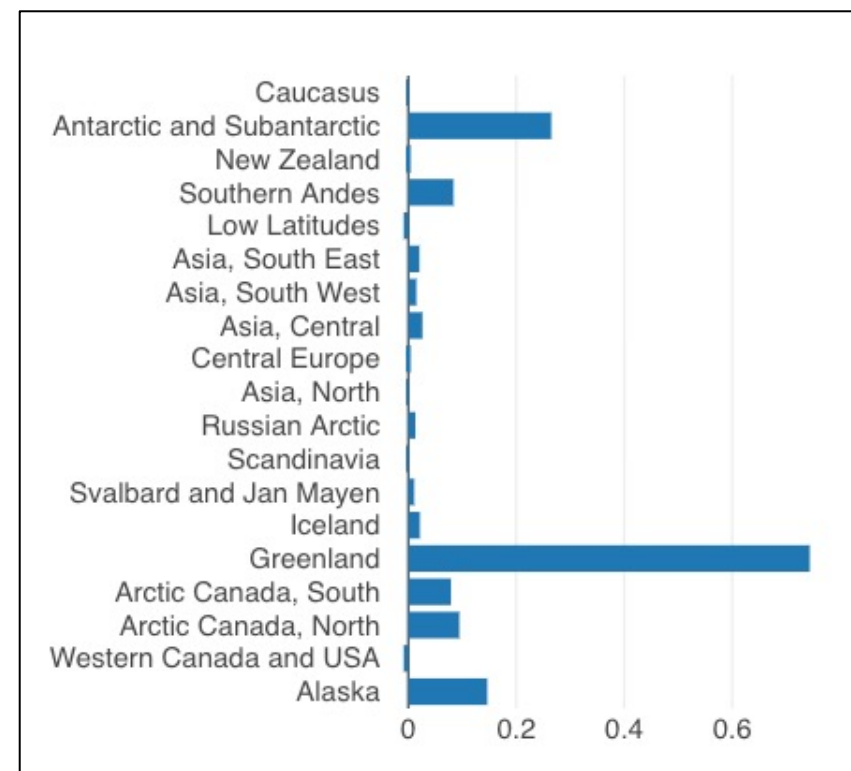 Caucasus
Antarctic and Subantarctic
New Zealand
Southern Andes
Low Latitudes
Asia, South East
Asia, South West
Asia, Central
Central Europe
Asia, North
Russian Arctic
Scandinavia
Svalbard and Jan Mayen
Iceland
Greenland
Arctic Canada, South
Arctic Canada, North
Western Canada and USA
Alaska
0 0.2 0.4 0.6